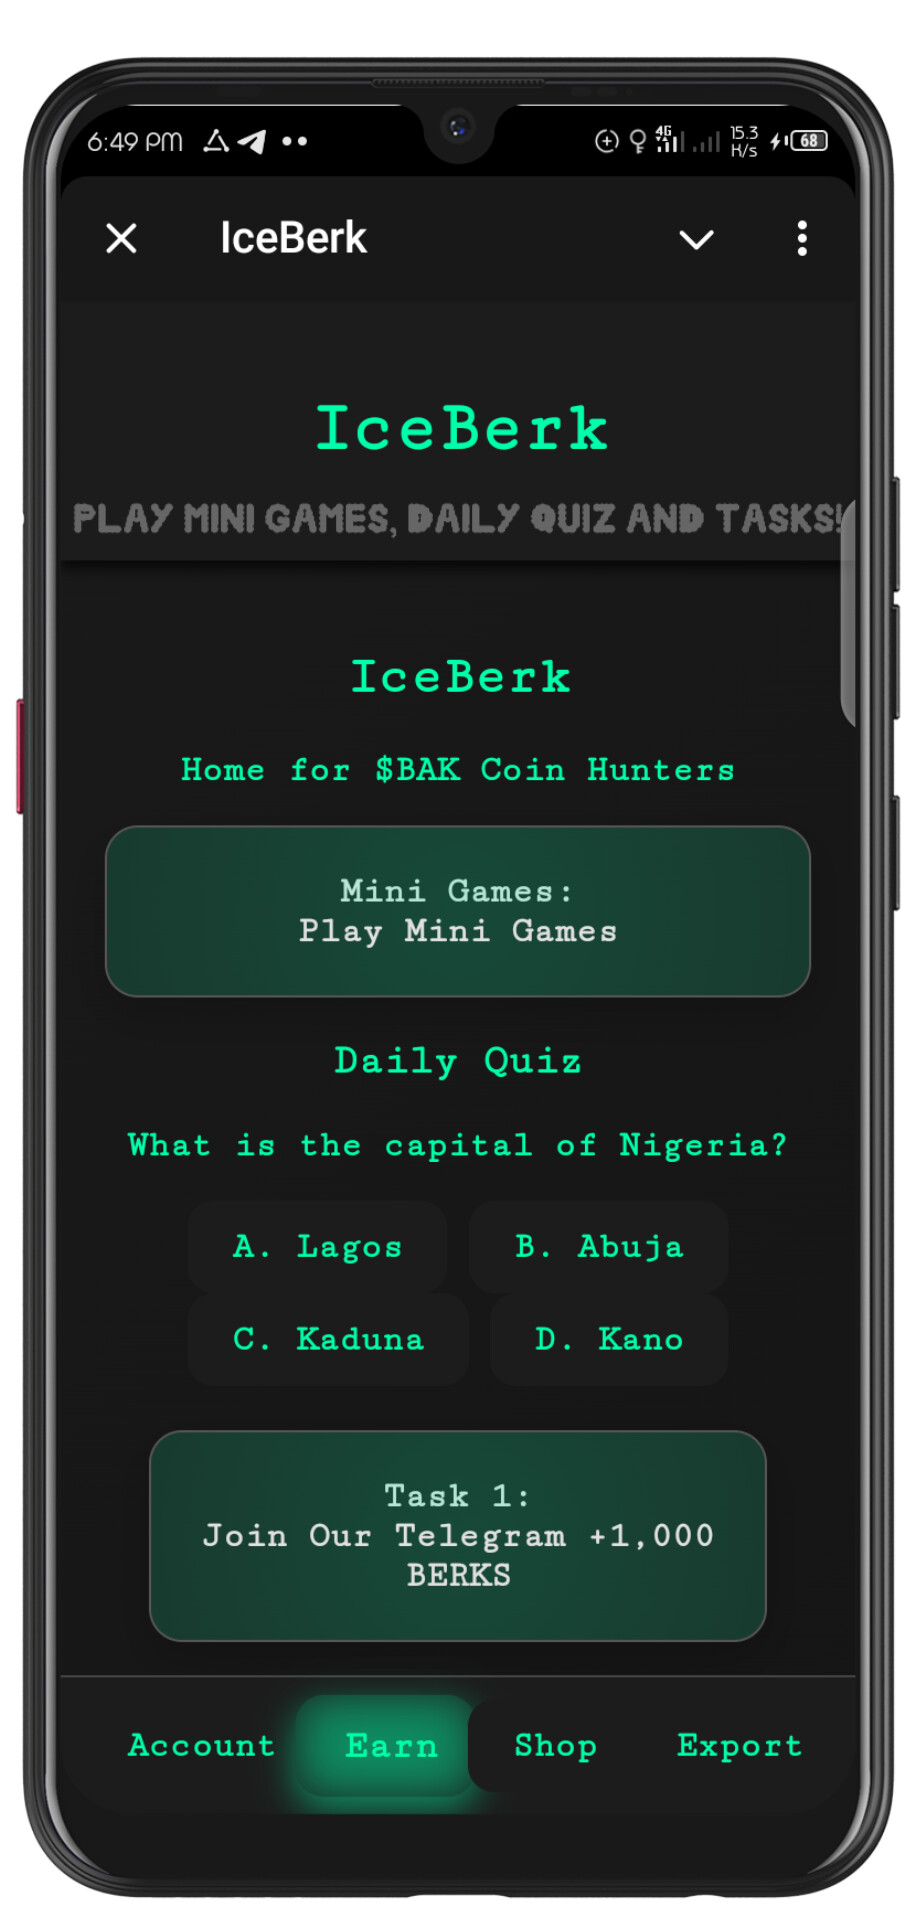 6:49 PM
4G
15.3
K/s
68
IceBerk
IceBerk
PLAY MINI GAMES, DAILY QUIZ AND TASKS!
IceBerk
Home for $BAK Coin Hunters
Mini Games:
Play Mini Games
Daily Quiz
What is the capital of Nigeria?
A. Lagos B. Abuja
C. Kaduna D. Kano
Task 1:
Join Our Telegram +1,000
BERKS
Account Earn Shop Export